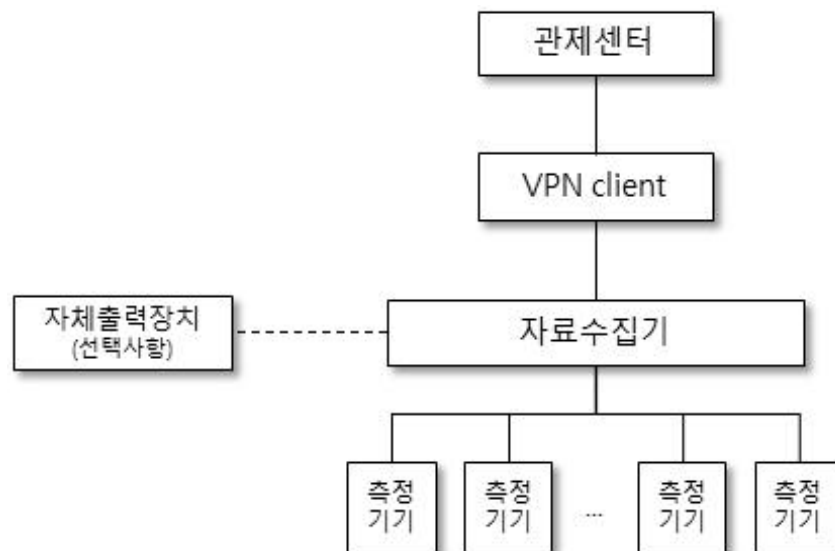 관제센터
VPN client
자체출력장치
(선택사항)
자료수집기
측정
기기
측정
기기
...
측정
기기
측정
기기